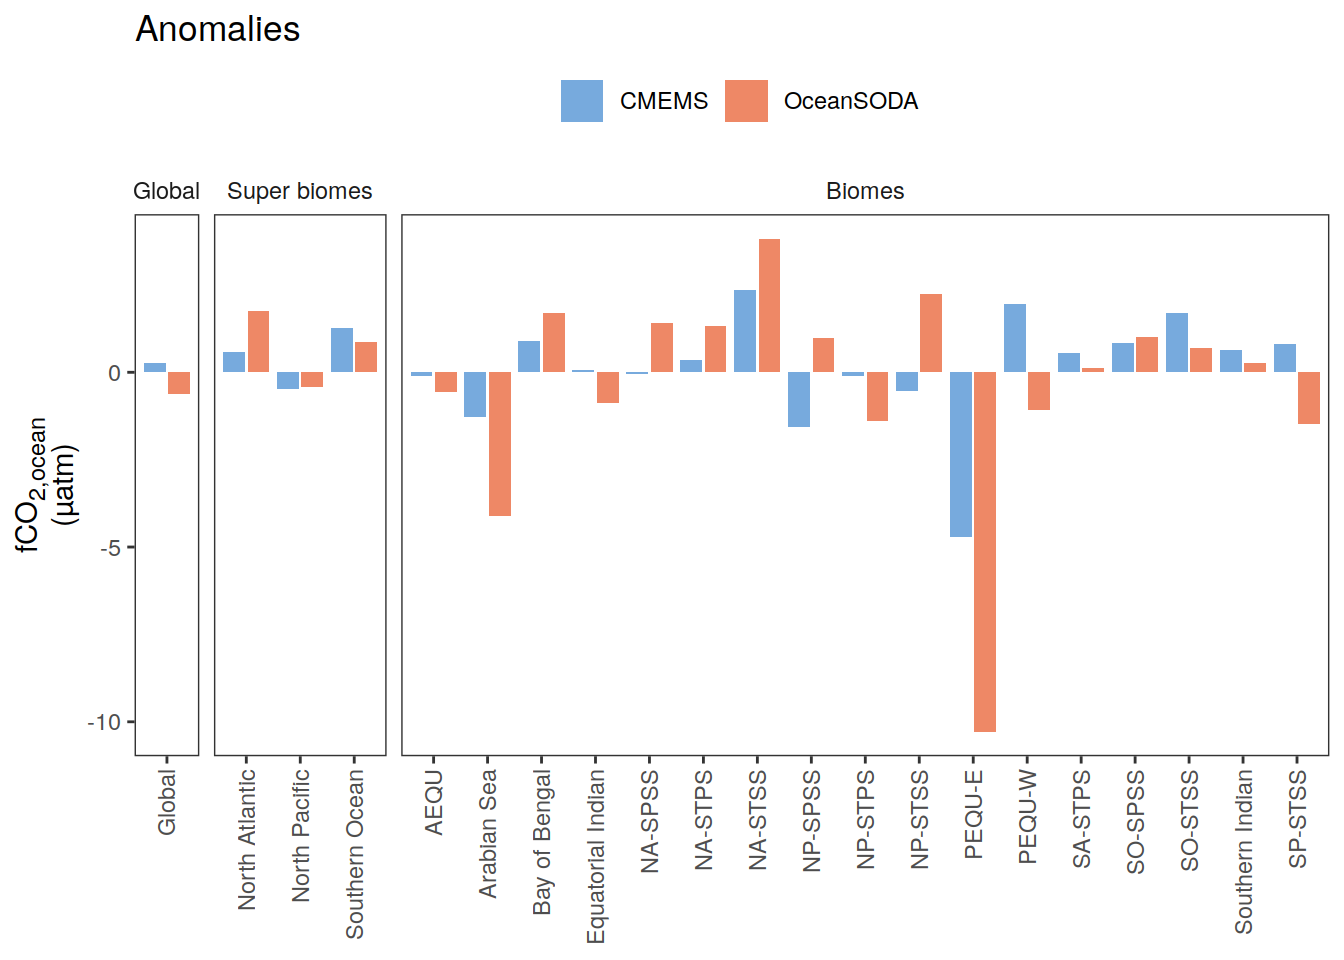 Anomalies
CMEMS OceanSODA
Global Super biomes Biomes
fCO₂,ocean
(µatm)
0
-5
-10
Global
North Atlantic
North Pacific
Southern Ocean
AEQU
Arabian Sea
Bay of Bengal
Equatorial Indian
NA-SPSS
NA-STPS
NA-STSS
NP-SPSS
NP-STPS
NP-STSS
PEQU-E
PEQU-W
SA-STPS
SO-SPSS
SO-STSS
Southern Indian
SP-STSS